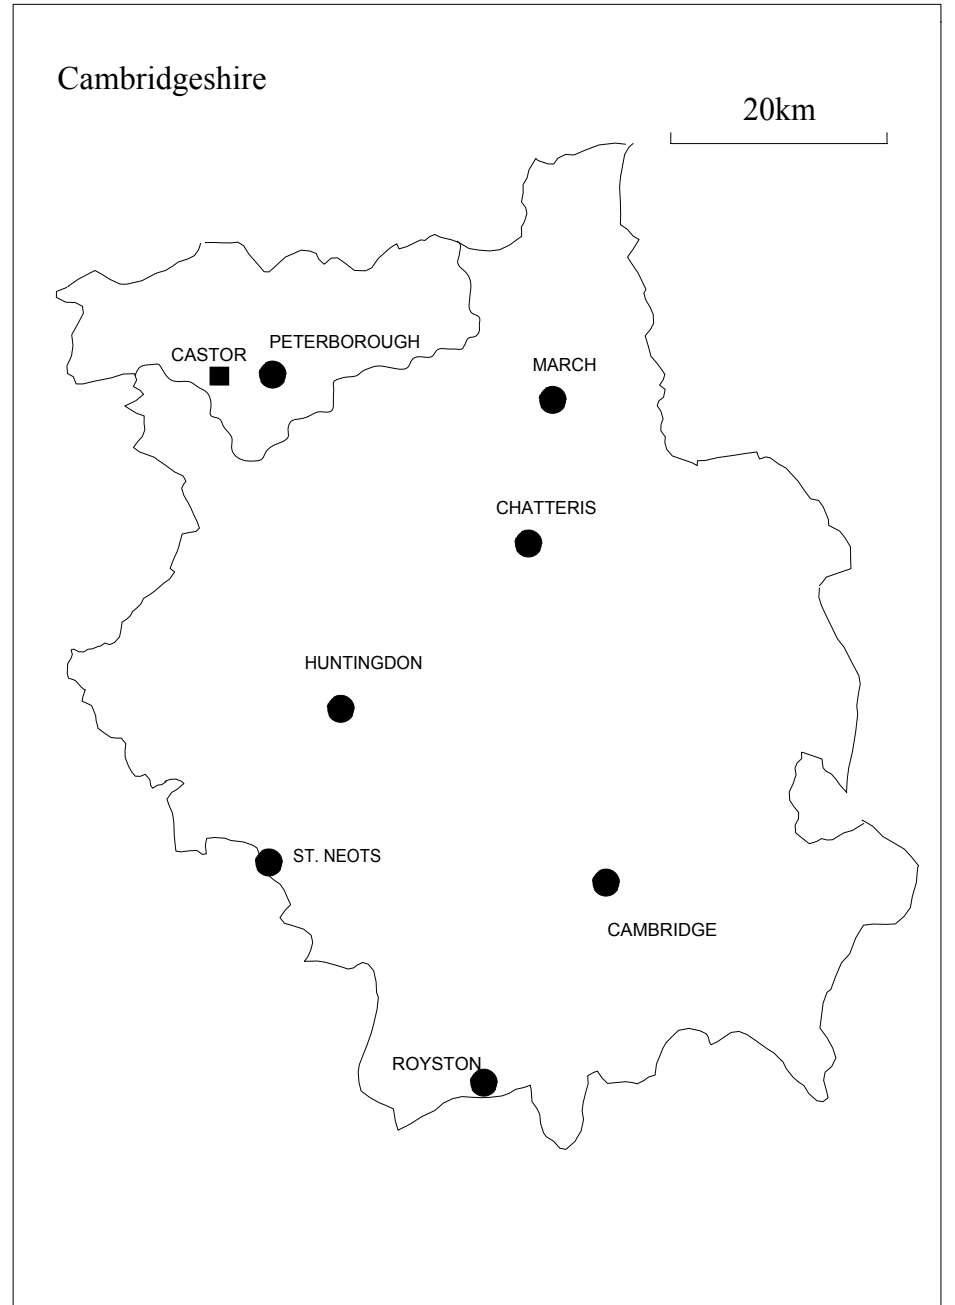 Cambridgeshire
20km
PETERBOROUGH
CASTOR
MARCH
CHATTERIS
HUNTINGDON
ST. NEOTS
CAMBRIDGE
ROYSTON